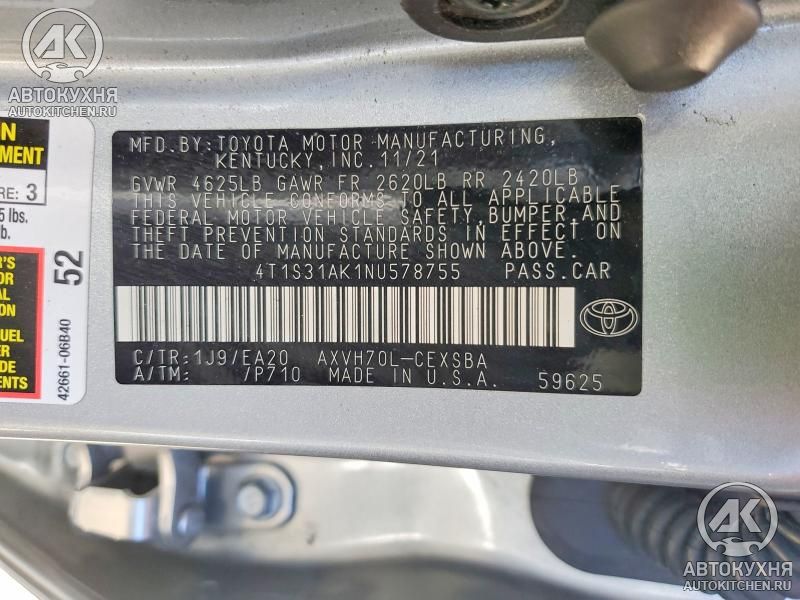 АВТОКУХНЯ
AUTOKITCHEN.RU
MFD.BY:TOYOTA MOTOR MANUFACTURING,
KENTUCKY, INC.11/21
GVWR 4625LB GAWR FR 2620LB RR 2420LB
THIS VEHICLE CONFORMS TO ALL APPLICABLE
FEDERAL MOTOR VEHICLE SAFETY, BUMPER, AND
THEFT PREVENTION STANDARDS IN EFFECT ON
THE DATE OF MANUFACTURE SHOWN ABOVE.
4T1S31AK1NU578755 PASS.CAR
C/TR:1J9/EA20 AXVH70L-CEXSBA
A/TM: /P710 MADE IN U.S.A. 59625
3
lbs.
52
42661-06B40
АВТОКУХНЯ
AUTOKITCHEN.RU